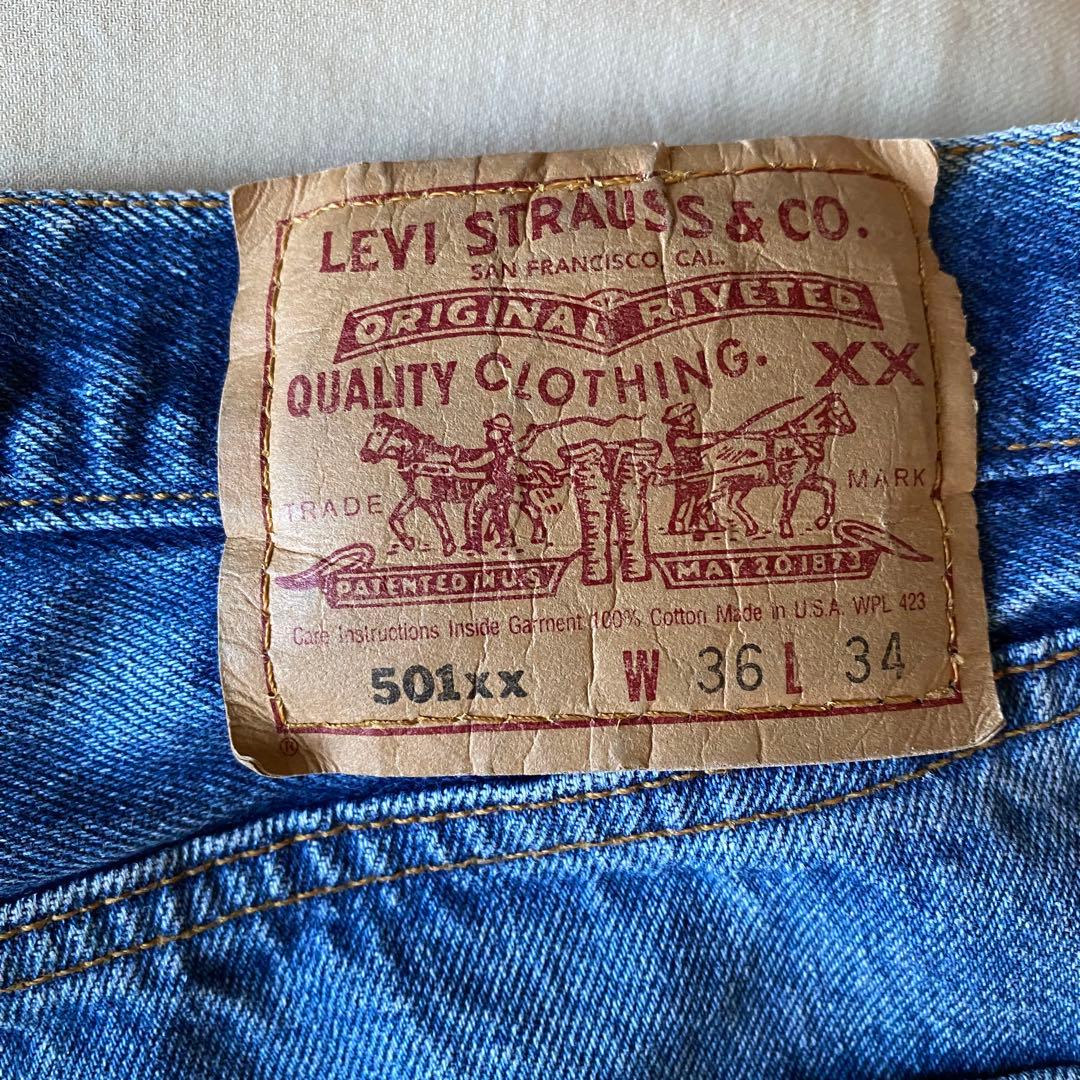 LEVI STRAUSS & CO.
SAN FRANCISCO, CAL.
ORIGINAL RIVETED
QUALITY CLOTHING. XX
TRADE MARK
PATENTED IN U.S. MAY 20 1873
Care Instructions Inside Garment 100% Cotton Made in U.S.A. WPL 423
501xx W 36 L 34
®